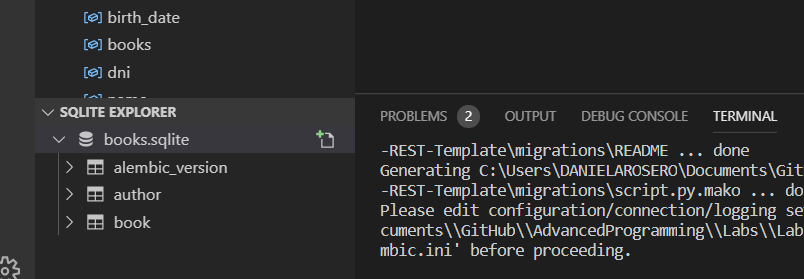 birth_date
books
dni
SQLITE EXPLORER
books.sqlite
alembic_version
author
book
PROBLEMS 2 OUTPUT DEBUG CONSOLE TERMINAL
-REST-Template\migrations\README ... done
Generating C:\Users\DANIELAROSERO\Documents\Git
-REST-Template\migrations\script.py.mako ... do
Please edit configuration/connection/logging se
cuments\\GitHub\\AdvancedProgramming\\Labs\\Lab
mbic.ini' before proceeding.